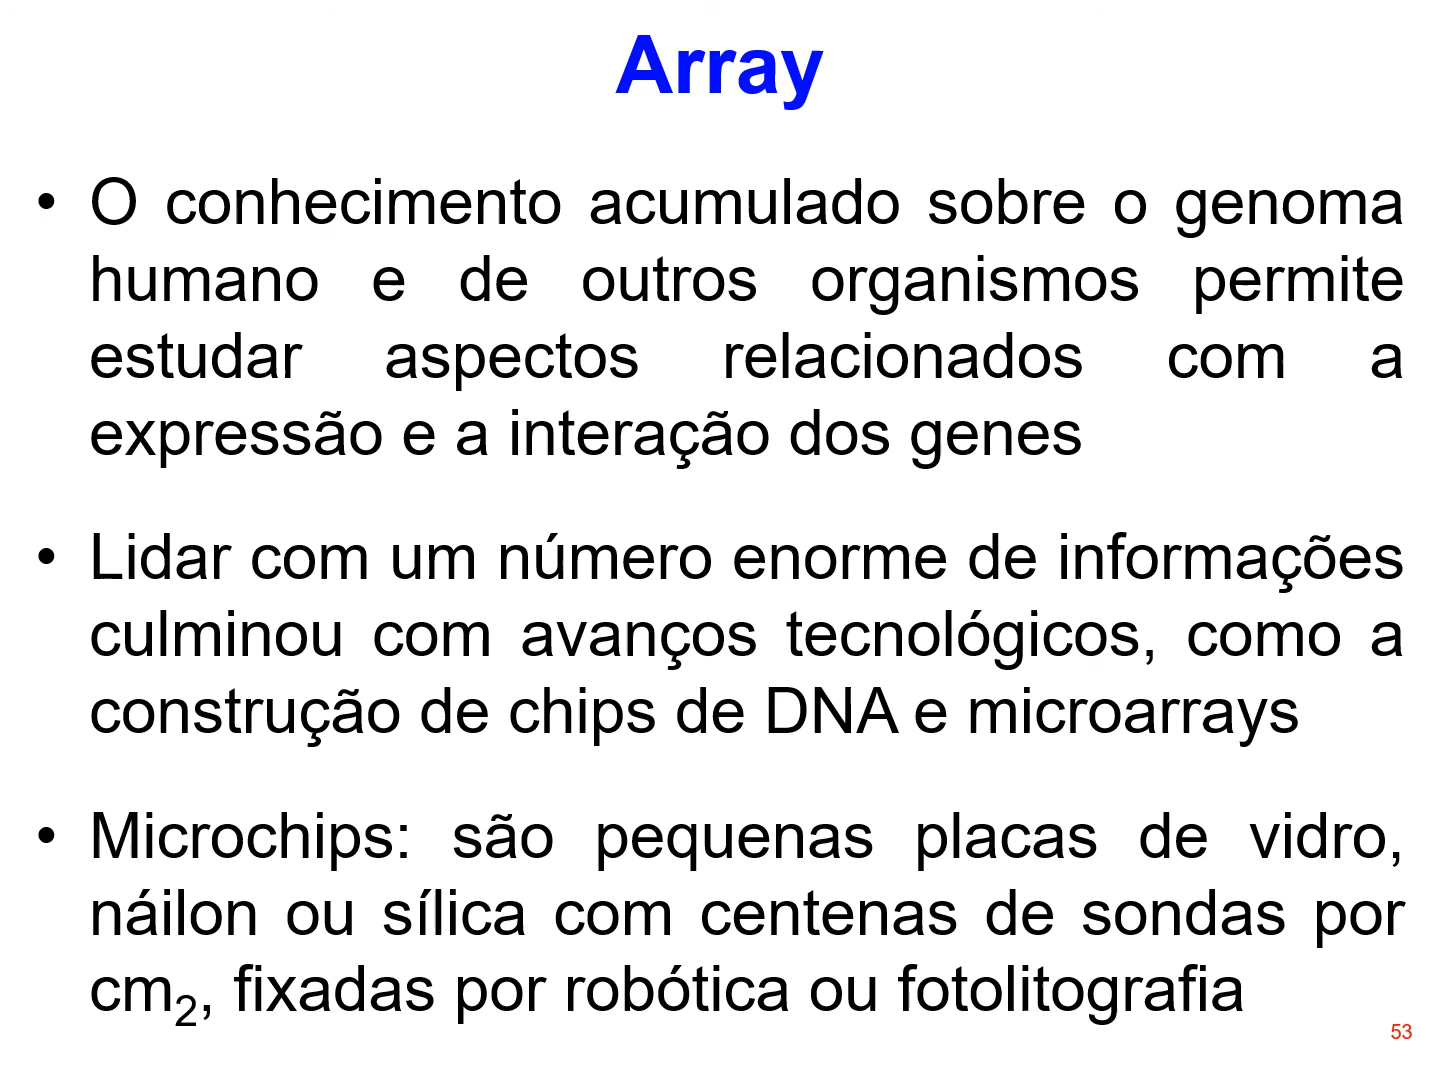 Array
• O conhecimento acumulado sobre o genoma
humano e de outros organismos permite
estudar aspectos relacionados com a
expressão e a interação dos genes
• Lidar com um número enorme de informações
culminou com avanços tecnológicos, como a
construção de chips de DNA e microarrays
• Microchips: são pequenas placas de vidro,
náilon ou sílica com centenas de sondas por
cm₂, fixadas por robótica ou fotolitografia
53